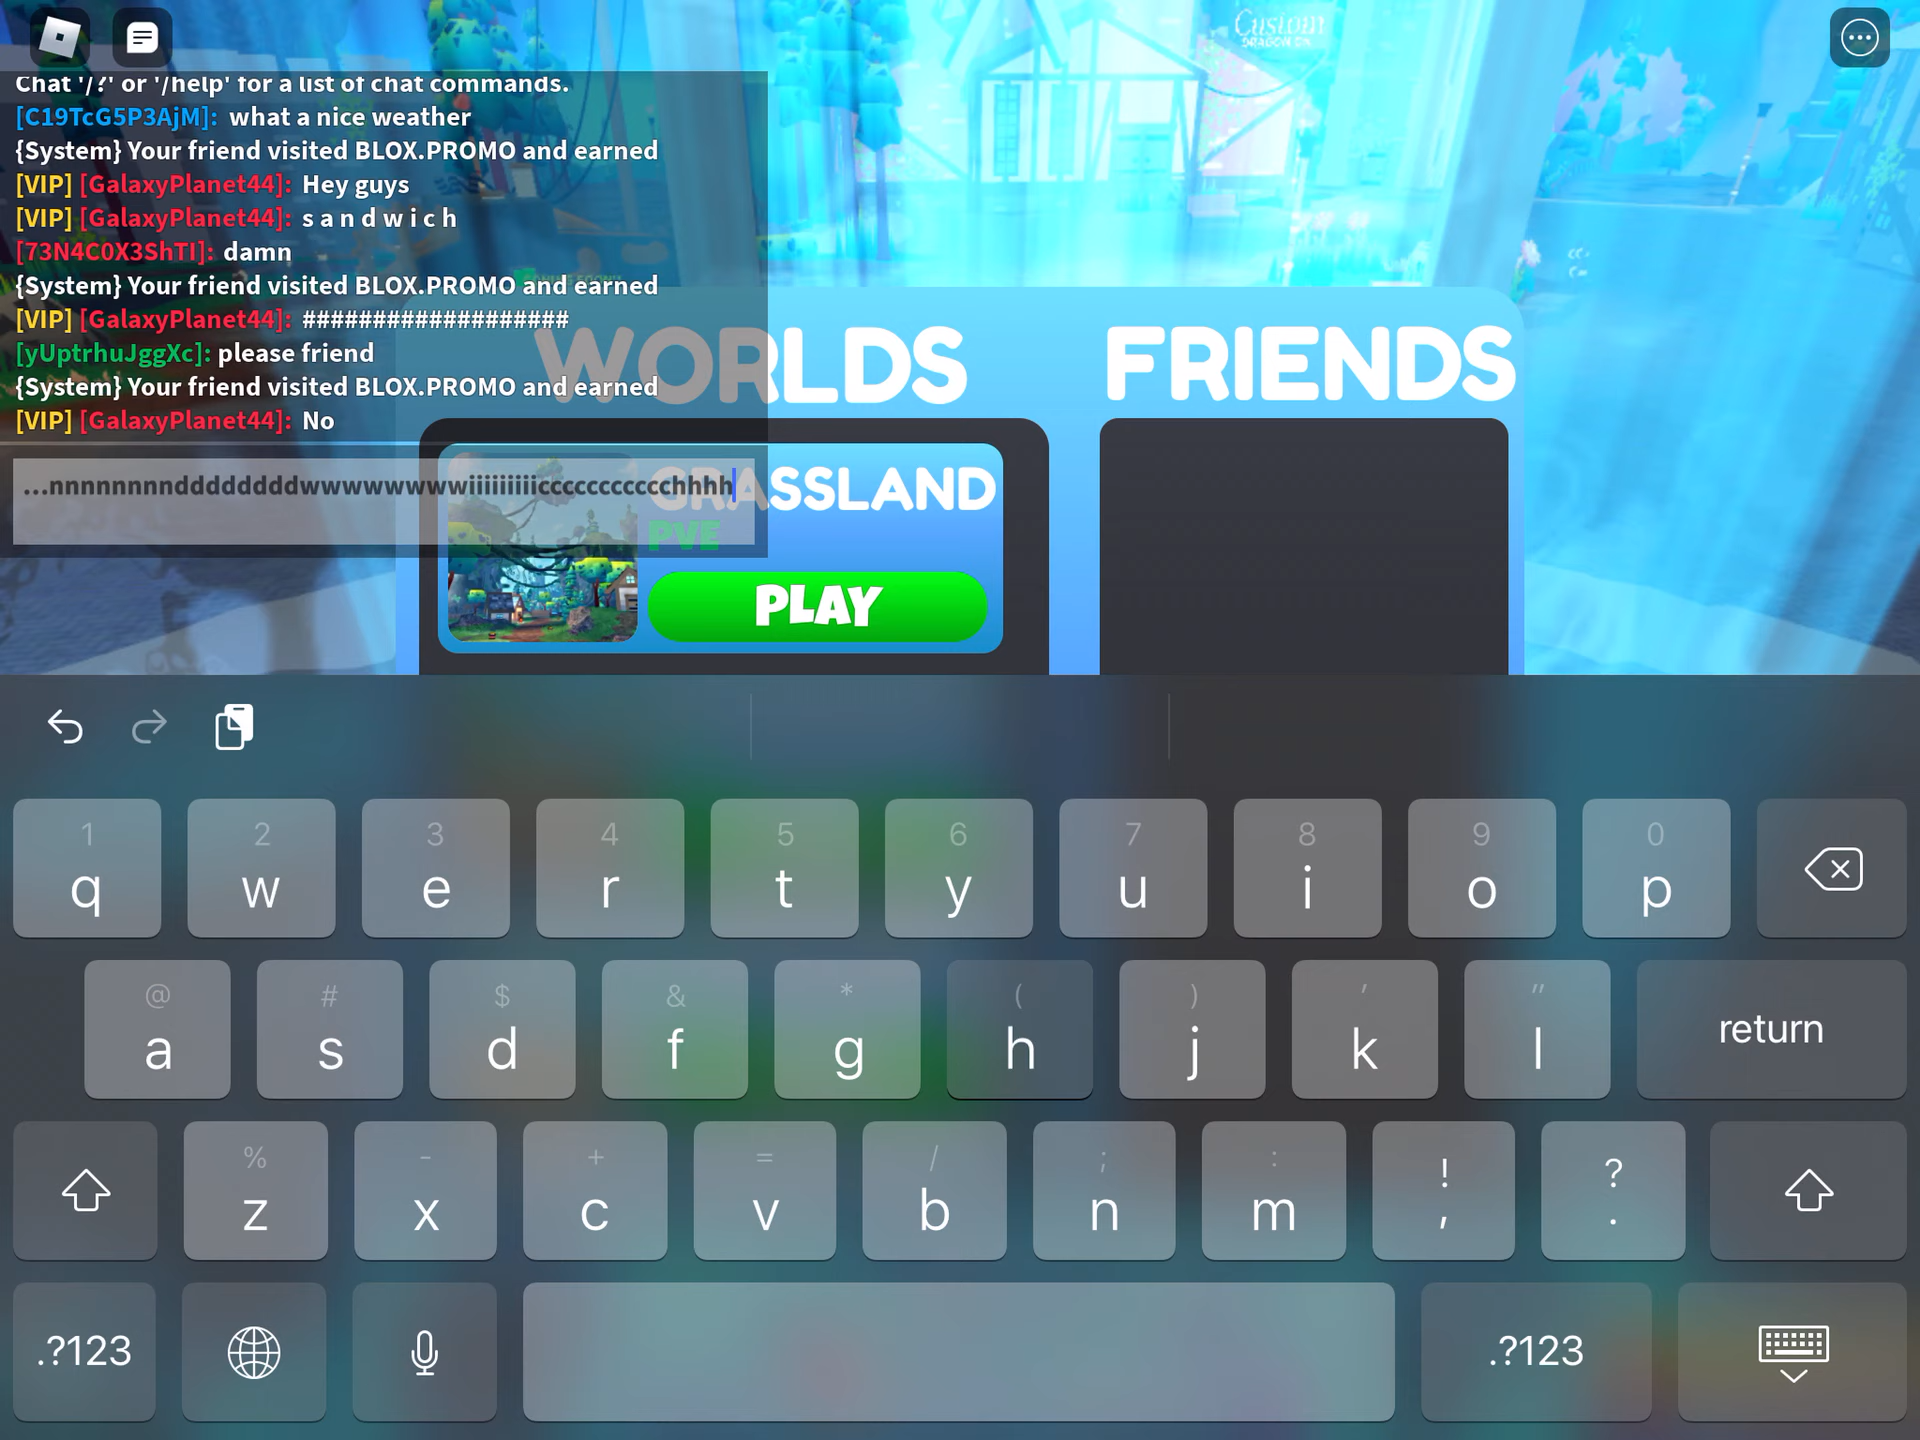 Custom
Chat '/?' or '/help' for a list of chat commands.
[C19TcG5P3AjM]: what a nice weather
{System} Your friend visited BLOX.PROMO and earned
[VIP] [GalaxyPlanet44]: Hey guys
[VIP] [GalaxyPlanet44]: s a n d w i c h
[73N4C0X3ShTI]: damn
{System} Your friend visited BLOX.PROMO and earned
[VIP] [GalaxyPlanet44]: ###################
[yUptrhuJggXc]: please friend
{System} Your friend visited BLOX.PROMO and earned
[VIP] [GalaxyPlanet44]: No
WORLDS
FRIENDS
...nnnnnnnnnddddddddwwwwwwwwiiiiiiiiiicccccccccccchhhh
GRASSLAND
PVE
PLAY
1 2 3 4 5 6 7 8 9 0
q w e r t y u i o p
@ # $ & * ( ) ' "
a s d f g h j k l return
% - + = / ; : ! ?
z x c v b n m , .
.?123 .?123